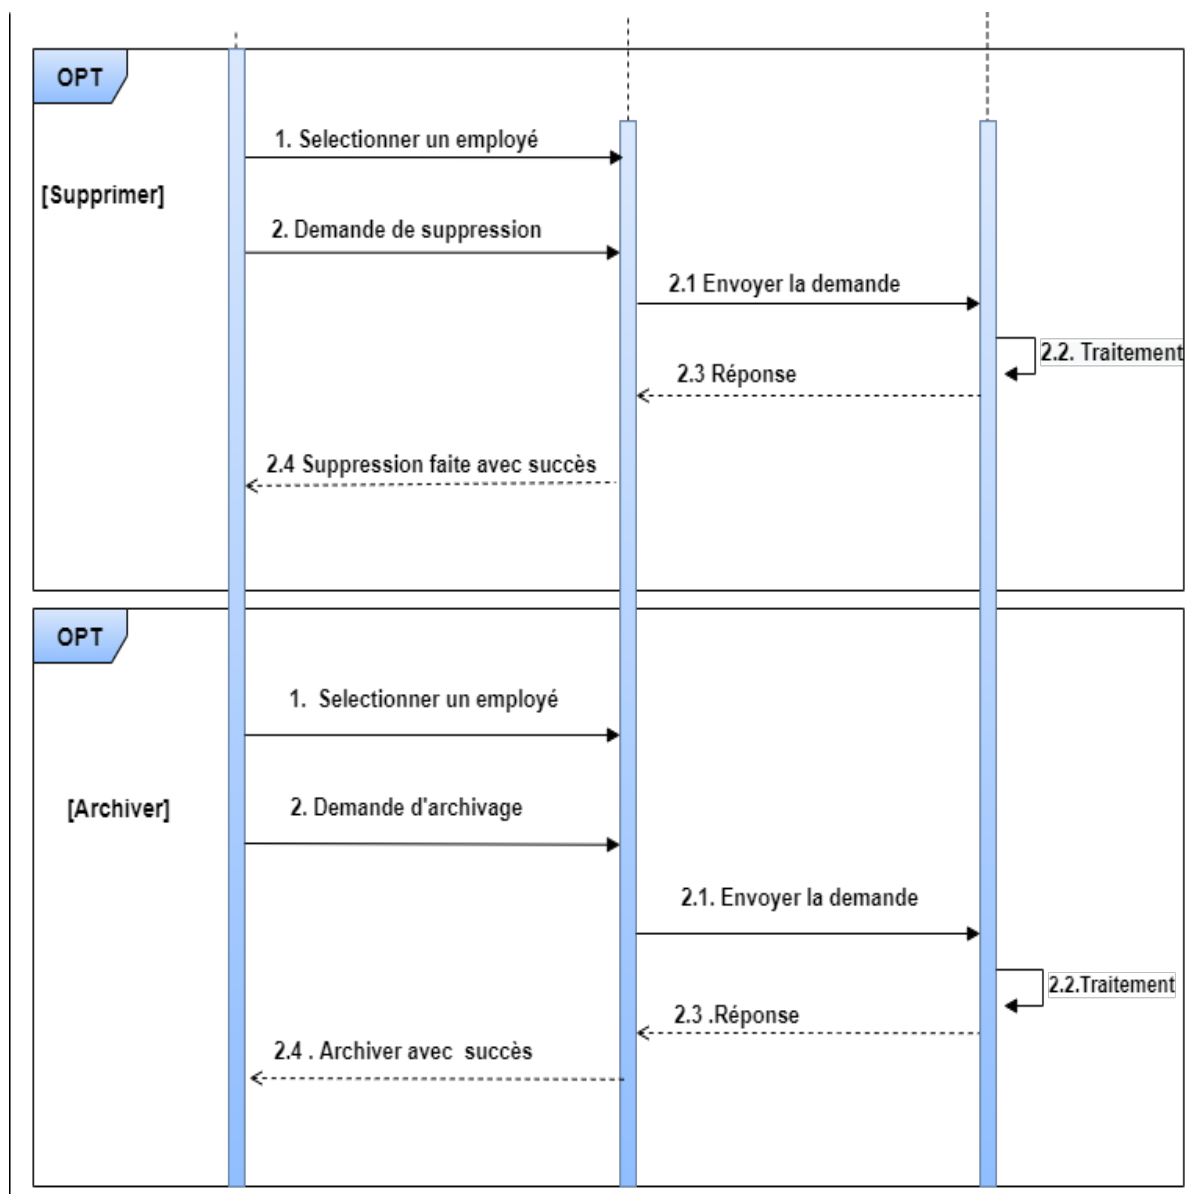 OPT
1. Selectionner un employé
[Supprimer]
2. Demande de suppression
2.1 Envoyer la demande
2.2. Traitement
2.3 Réponse
2.4 Suppression faite avec succès
OPT
1. Selectionner un employé
[Archiver]
2. Demande d'archivage
2.1. Envoyer la demande
2.2.Traitement
2.3 .Réponse
2.4 . Archiver avec succès